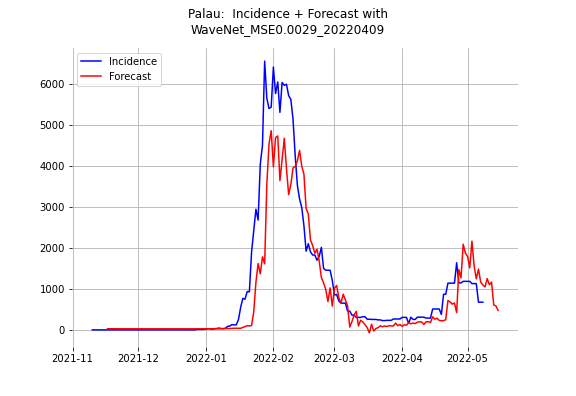 Palau:  Incidence + Forecast with
WaveNet_MSE0.0029_20220409
Incidence
Forecast
6000
5000
4000
3000
2000
1000
0
2021-11 2021-12 2022-01 2022-02 2022-03 2022-04 2022-05